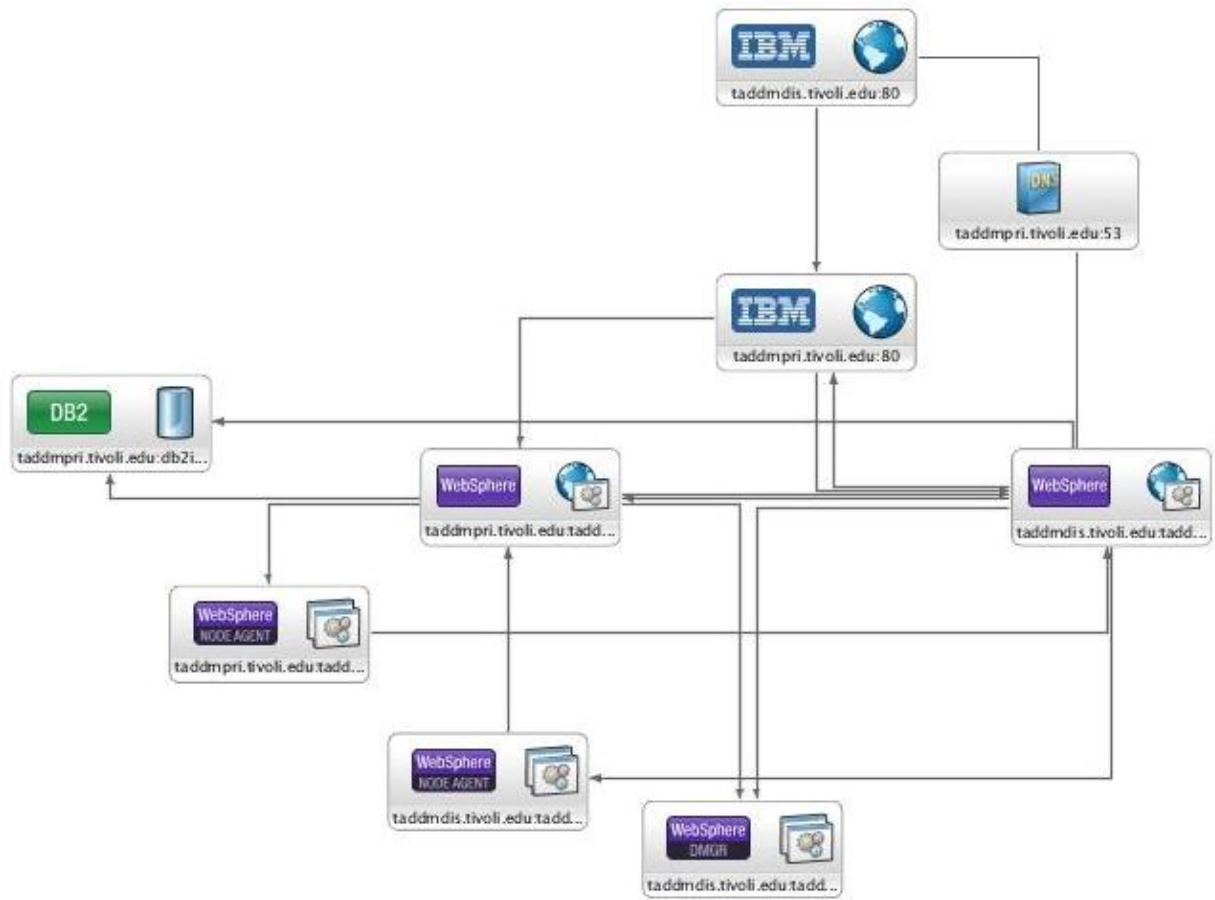 IBM
taddmdis.tivoli.edu:80
DNS
taddmpri.tivoli.edu:53
IBM
taddmpri.tivoli.edu:80
DB2
taddmpri.tivoli.edu:db2i...
WebSphere
taddmpri.tivoli.edu:tadd...
WebSphere
taddmdis.tivoli.edu:tadd...
WebSphere
NODE AGENT
taddmpri.tivoli.edu:tadd...
WebSphere
NODE AGENT
taddmdis.tivoli.edu:tadd...
WebSphere
DMGR
taddmdis.tivoli.edu:tadd...